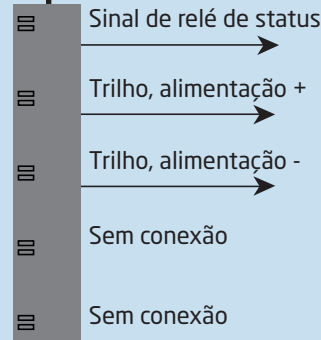 Sinal de relé de status
Trilho, alimentação +
Trilho, alimentação -
Sem conexão
Sem conexão